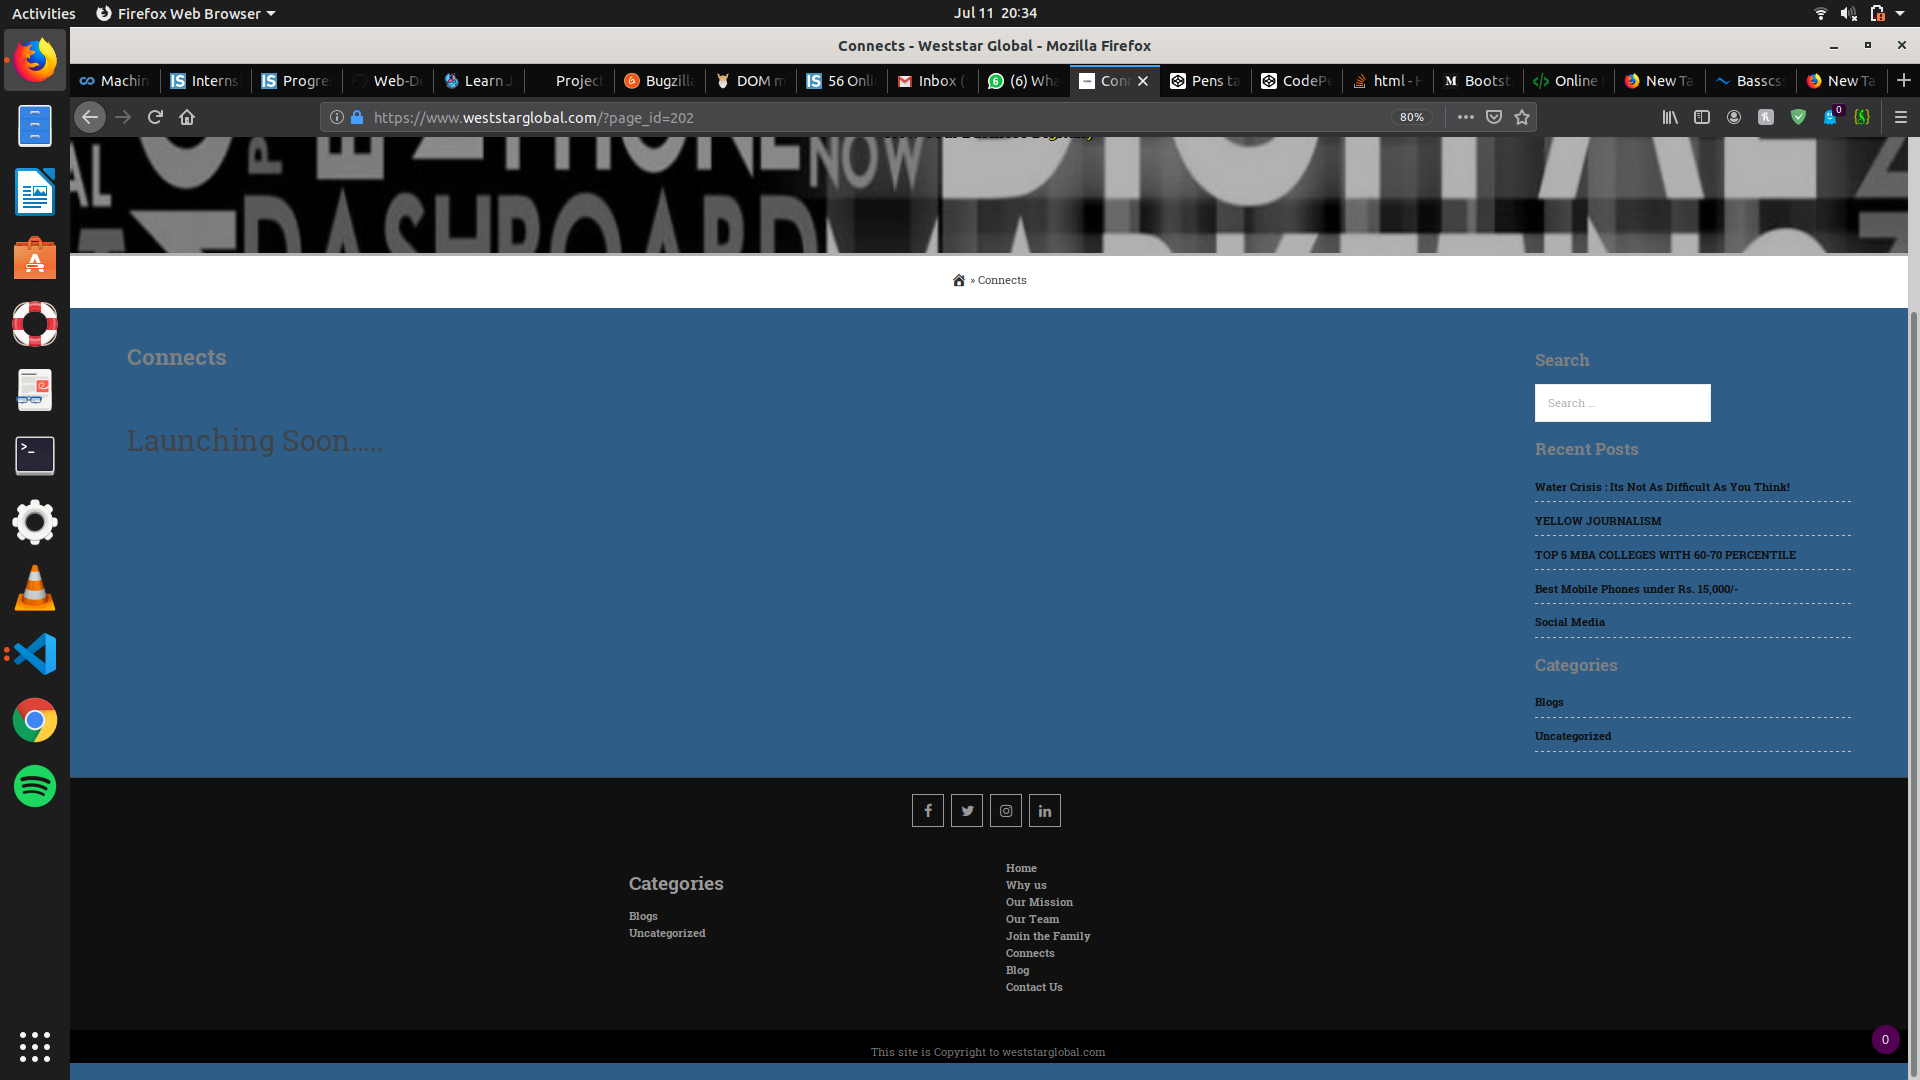 Activities
Firefox Web Browser
Jul 11 20:34
Connects - Weststar Global - Mozilla Firefox
Machin
Interns
Progre
Web-D
Learn J
Project
Bugzilla
DOM m
56 Onli
Inbox (
(6) Wha
Con
Pens ta
CodePe
html - H
Bootst
Online
New Ta
Basscs
New Ta
https://www.weststarglobal.com/?page_id=202
80%
0
DASHBOARD
NOW
» Connects
Connects
Launching Soon.....
Search
Search ...
Recent Posts
Water Crisis : Its Not As Difficult As You Think!
YELLOW JOURNALISM
TOP 5 MBA COLLEGES WITH 60-70 PERCENTILE
Best Mobile Phones under Rs. 15,000/-
Social Media
Categories
Blogs
Uncategorized
Categories
Blogs
Uncategorized
Home
Why us
Our Mission
Our Team
Join the Family
Connects
Blog
Contact Us
This site is Copyright to weststarglobal.com
0